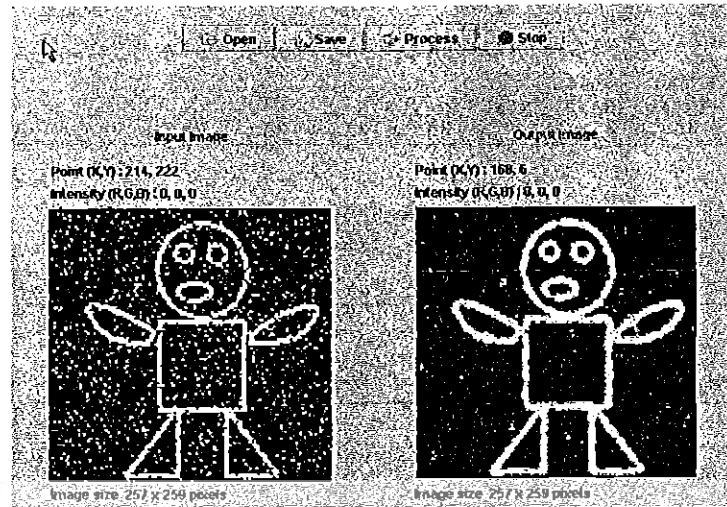 Open Save Process Stop
Input Image Output Image
Point (X,Y) : 214, 222 Point (X,Y) : 168, 6
Intensity (R,G,B) : 0, 0, 0 Intensity (R,G,B) : 0, 0, 0
Image size 257 x 259 pixels Image size 257 x 259 pixels